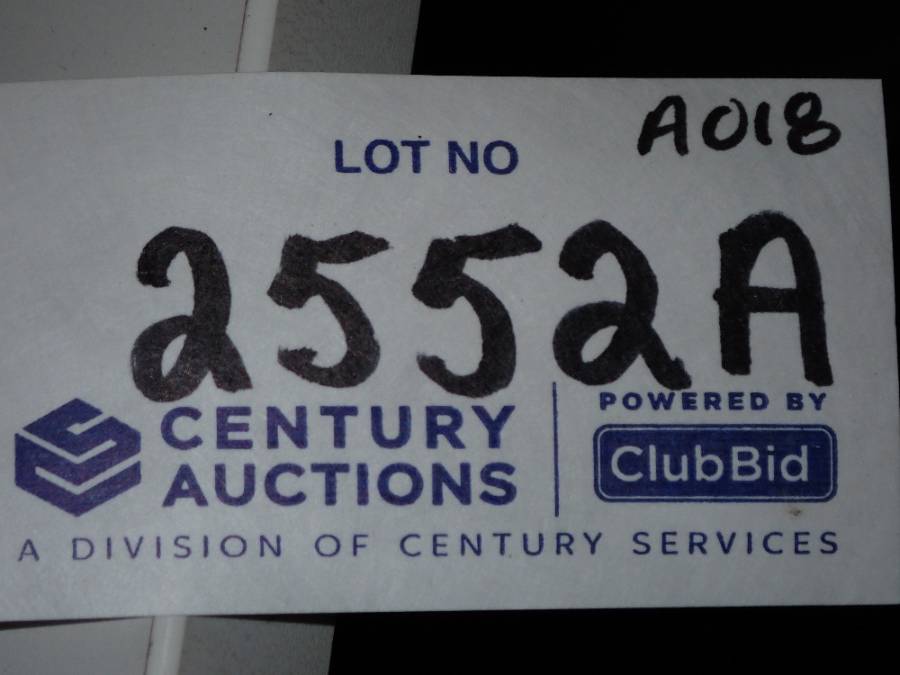 A018
LOT NO
2552A
CENTURY
AUCTIONS
POWERED BY
ClubBid
A DIVISION OF CENTURY SERVICES